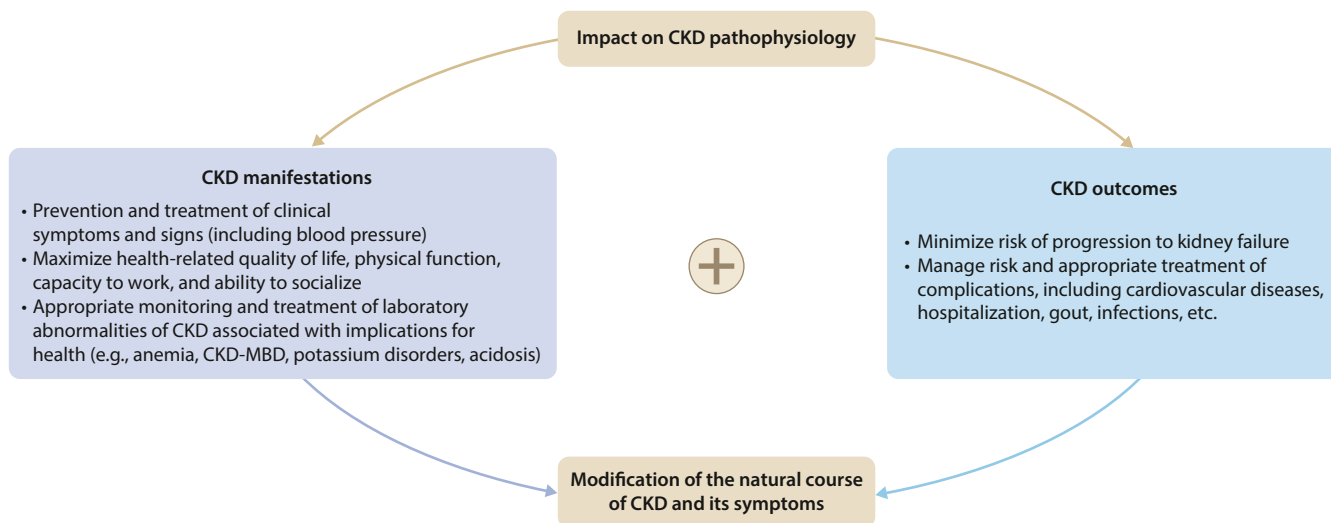 Impact on CKD pathophysiology
CKD manifestations
• Prevention and treatment of clinical
symptoms and signs (including blood pressure)
• Maximize health-related quality of life, physical function,
capacity to work, and ability to socialize
• Appropriate monitoring and treatment of laboratory
abnormalities of CKD associated with implications for
health (e.g., anemia, CKD-MBD, potassium disorders, acidosis)
CKD outcomes
• Minimize risk of progression to kidney failure
• Manage risk and appropriate treatment of
complications, including cardiovascular diseases,
hospitalization, gout, infections, etc.
Modification of the natural course
of CKD and its symptoms